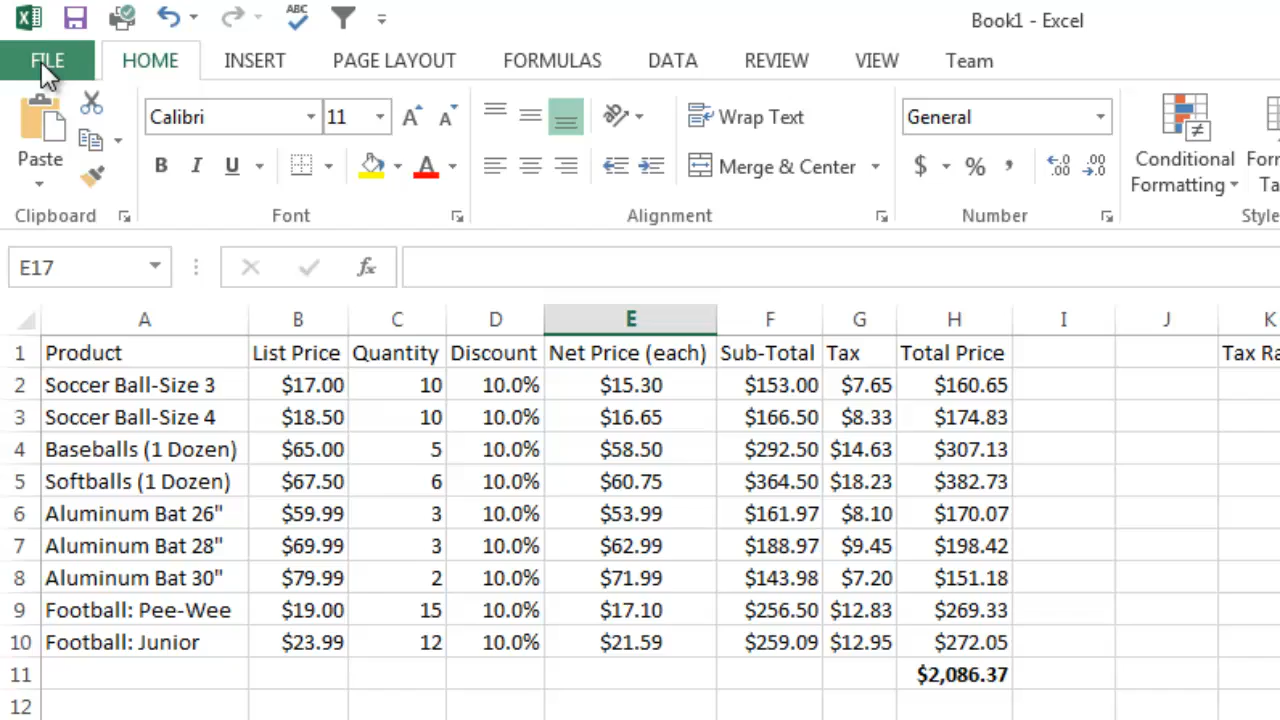 ABC
Book1 - Excel
FILE HOME INSERT PAGE LAYOUT FORMULAS DATA REVIEW VIEW Team
Calibri 11 A A Wrap Text General
Paste B I U A Merge & Center $ % , .0 .00 .00 .0 Conditional Formatting
Clipboard Font Alignment Number
E17 fx
A B C D E F G H I J K
1 Product List Price Quantity Discount Net Price (each) Sub-Total Tax Total Price Tax Ra
2 Soccer Ball-Size 3 $17.00 10 10.0% $15.30 $153.00 $7.65 $160.65
3 Soccer Ball-Size 4 $18.50 10 10.0% $16.65 $166.50 $8.33 $174.83
4 Baseballs (1 Dozen) $65.00 5 10.0% $58.50 $292.50 $14.63 $307.13
5 Softballs (1 Dozen) $67.50 6 10.0% $60.75 $364.50 $18.23 $382.73
6 Aluminum Bat 26" $59.99 3 10.0% $53.99 $161.97 $8.10 $170.07
7 Aluminum Bat 28" $69.99 3 10.0% $62.99 $188.97 $9.45 $198.42
8 Aluminum Bat 30" $79.99 2 10.0% $71.99 $143.98 $7.20 $151.18
9 Football: Pee-Wee $19.00 15 10.0% $17.10 $256.50 $12.83 $269.33
10 Football: Junior $23.99 12 10.0% $21.59 $259.09 $12.95 $272.05
11 $2,086.37
12